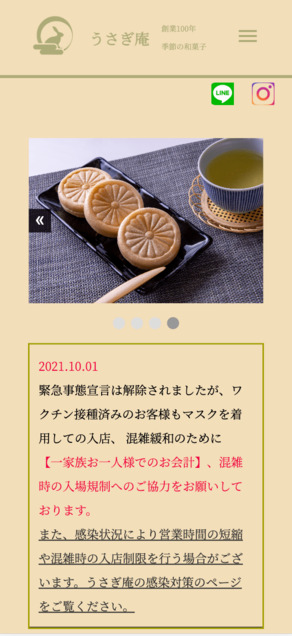 うさぎ庵
創業100年
季節の和菓子
LINE
«
2021.10.01
緊急事態宣言は解除されましたが、ワ
クチン接種済みのお客様もマスクを着
用しての入店、 混雑緩和のために
【一家族お一人様でのお会計】、混雑
時の入場規制へのご協力をお願いして
おります。
また、感染状況により営業時間の短縮
や混雑時の入店制限を行う場合がござ
います。うさぎ庵の感染対策のページ
をご覧ください。